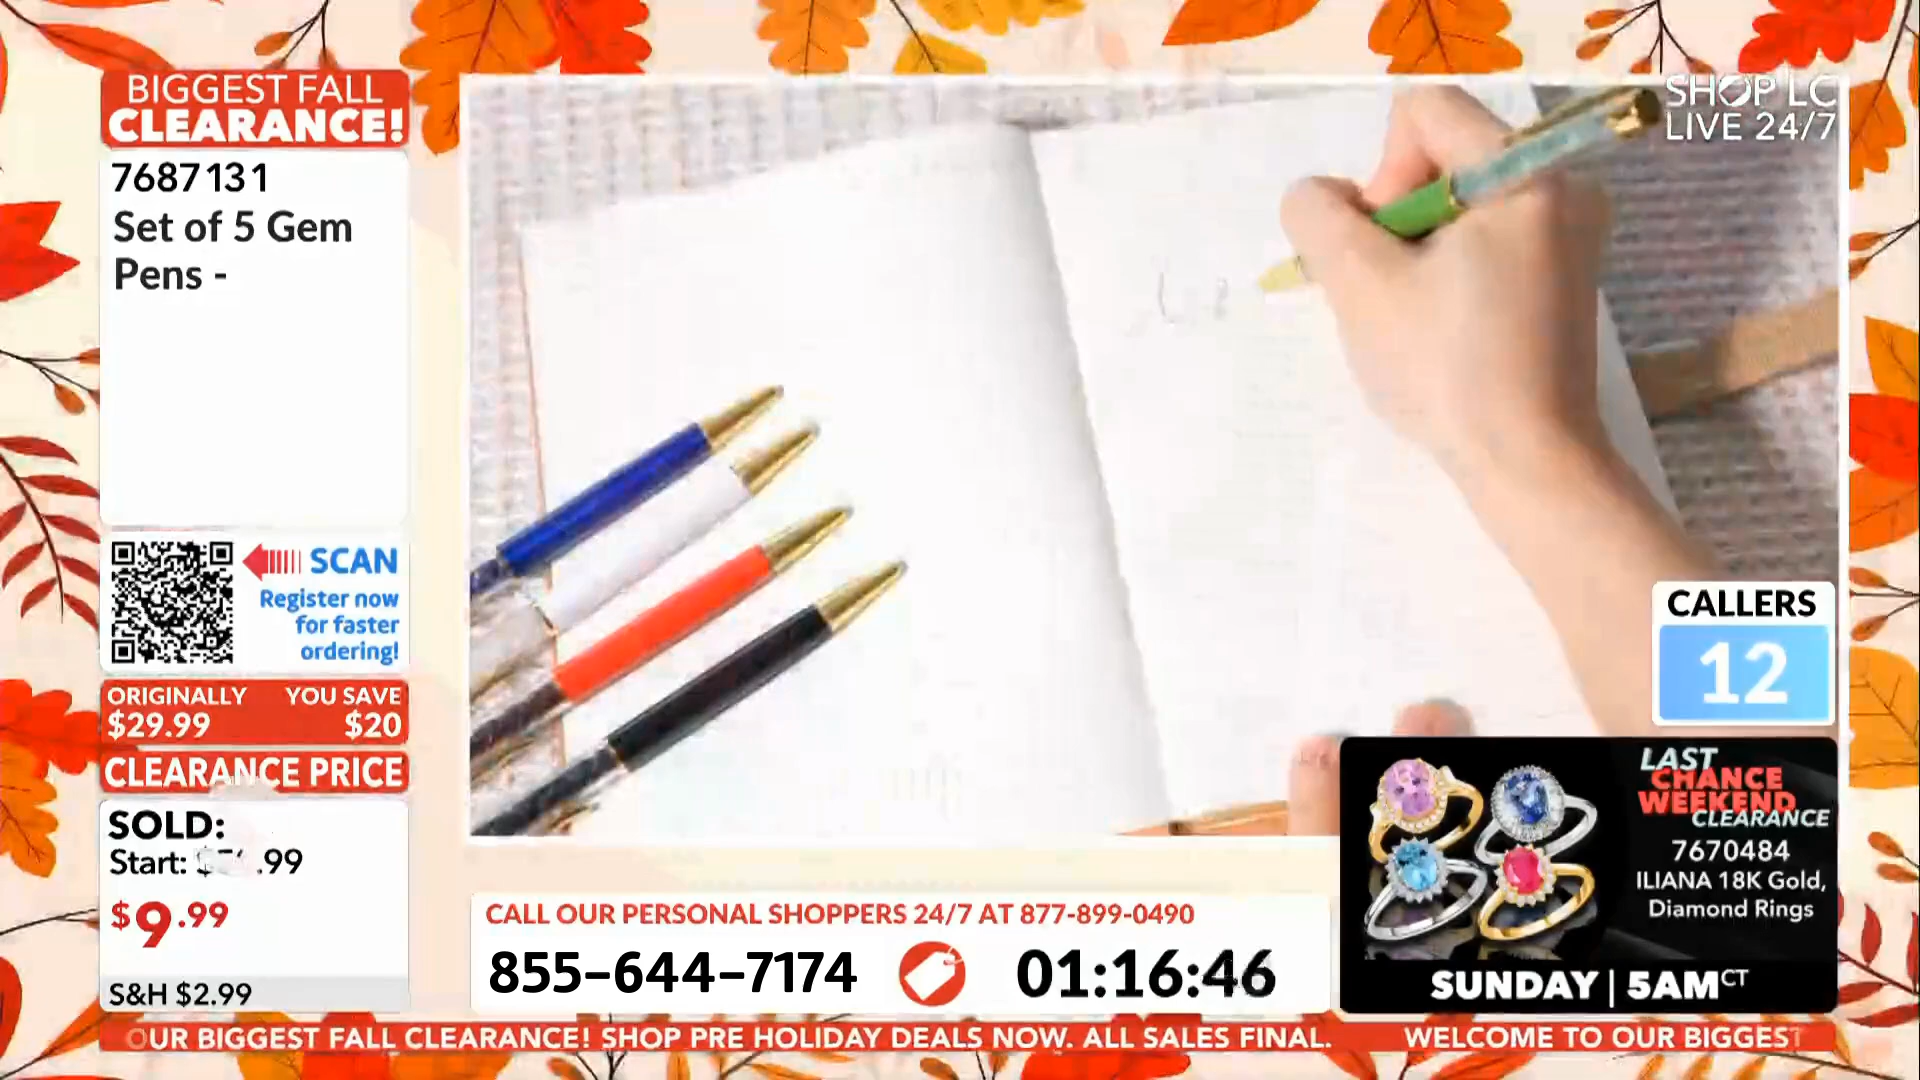 BIGGEST FALL
CLEARANCE!
7687131
Set of 5 Gem
Pens -
SCAN
Register now
for faster
ordering!
ORIGINALLY YOU SAVE
$29.99 $20
CLEARANCE PRICE
SOLD:
Start: .99
$9.99
S&H $2.99
SHOP LC
LIVE 24/7
CALLERS
12
LAST
CHANCE
WEEKEND
CLEARANCE
7670484
ILIANA 18K Gold,
Diamond Rings
SUNDAY | 5AM CT
CALL OUR PERSONAL SHOPPERS 24/7 AT 877-899-0490
855-644-7174 01:16:46
OUR BIGGEST FALL CLEARANCE! SHOP PRE HOLIDAY DEALS NOW. ALL SALES FINAL. WELCOME TO OUR BIGGEST